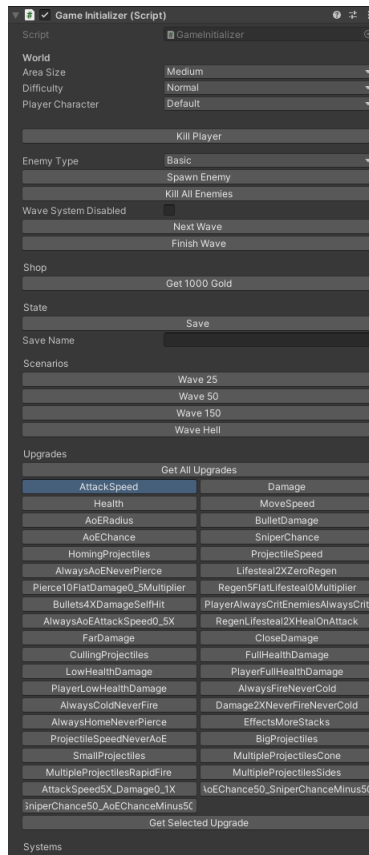 Game Initializer (Script)
Script GameInitializer
World
Area Size Medium
Difficulty Normal
Player Character Default
Kill Player
Enemy Type Basic
Spawn Enemy
Kill All Enemies
Wave System Disabled
Next Wave
Finish Wave
Shop
Get 1000 Gold
State
Save
Save Name
Scenarios
Wave 25
Wave 50
Wave 150
Wave Hell
Upgrades
Get All Upgrades
AttackSpeed Damage
Health MoveSpeed
AoERadius BulletDamage
AoEChance SniperChance
HomingProjectiles ProjectileSpeed
AlwaysAoENeverPierce Lifesteal2XZeroRegen
Pierce10FlatDamage0_5Multiplier Regen5FlatLifesteal0Multiplier
Bullets4XDamageSelfHit PlayerAlwaysCritEnemiesAlwaysCrit
AlwaysAoEAttackSpeed0_5X RegenLifesteal2XHealOnAttack
FarDamage CloseDamage
CullingProjectiles FullHealthDamage
LowHealthDamage PlayerFullHealthDamage
PlayerLowHealthDamage AlwaysFireNeverCold
AlwaysColdNeverFire Damage2XNeverFireNeverCold
AlwaysHomeNeverPierce EffectsMoreStacks
ProjectileSpeedNeverAoE BigProjectiles
SmallProjectiles MultipleProjectilesCone
MultipleProjectilesRapidFire MultipleProjectilesSides
AttackSpeed5X_Damage0_1X AoEChance50_SniperChanceMinus50
SniperChance50_AoEChanceMinus50
Get Selected Upgrade
Systems